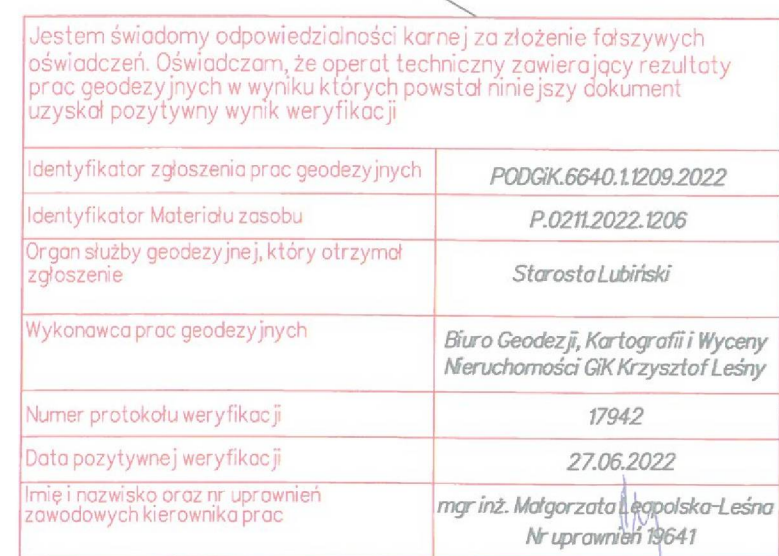 Jestem świadomy odpowiedzialności karnej za złożenie fałszywych
oświadczeń. Oświadczam, że operat techniczny zawierający rezultaty
prac geodezyjnych w wyniku których powstał niniejszy dokument
uzyskał pozytywny wynik weryfikacji
Identyfikator zgłoszenia prac geodezyjnych
PODGiK.6640.1.1209.2022
Identyfikator Materiału zasobu
P.0211.2022.1206
Organ służby geodezyjnej, który otrzymał
zgłoszenie
Starosta Lubiński
Wykonawca prac geodezyjnych
Biuro Geodezji, Kartografii i Wyceny
Nieruchomości GiK Krzysztof Leśny
Numer protokołu weryfikacji
17942
Data pozytywnej weryfikacji
27.06.2022
Imię i nazwisko oraz nr uprawnień
zawodowych kierownika prac
mgr inż. Małgorzata Leopolska-Leśna
Nr uprawnień 19641